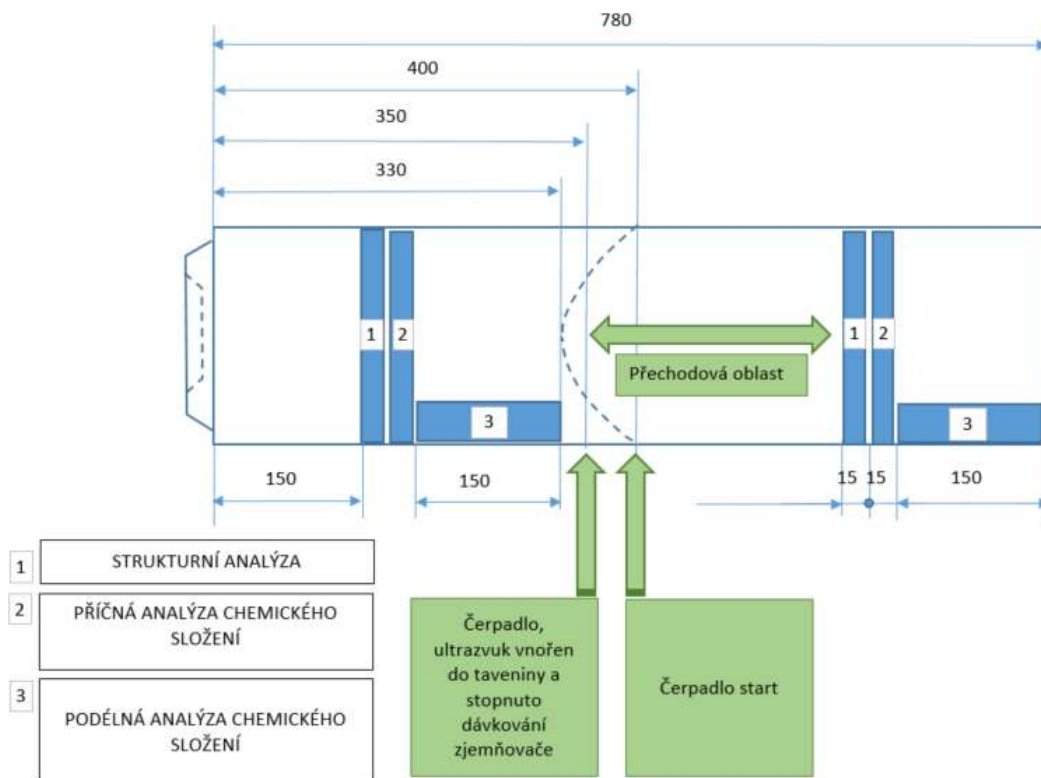 780
400
350
330
1
2
3
Přechodová oblast
1
2
3
150
150
15
15
150
1
STRUKTURNÍ ANALÝZA
2
PŘÍČNÁ ANALÝZA CHEMICKÉHO
SLOŽENÍ
3
PODÉLNÁ ANALÝZA CHEMICKÉHO
SLOŽENÍ
Čerpadlo,
ultrazvuk vnořen
do taveniny a
stopnuto
dávkování
zjemňovače
Čerpadlo start